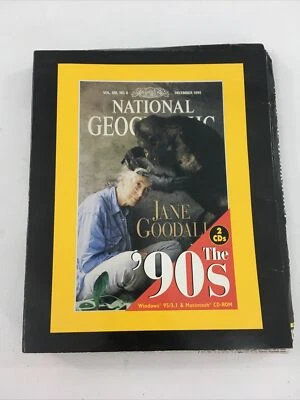 VOL. 188, NO. 6 DECEMBER 1995
NATIONAL
GEOGRAPHIC
JANE
GOODALL
2
CDs
The
'90s
Windows® 95/3.1 & Macintosh® CD-ROM